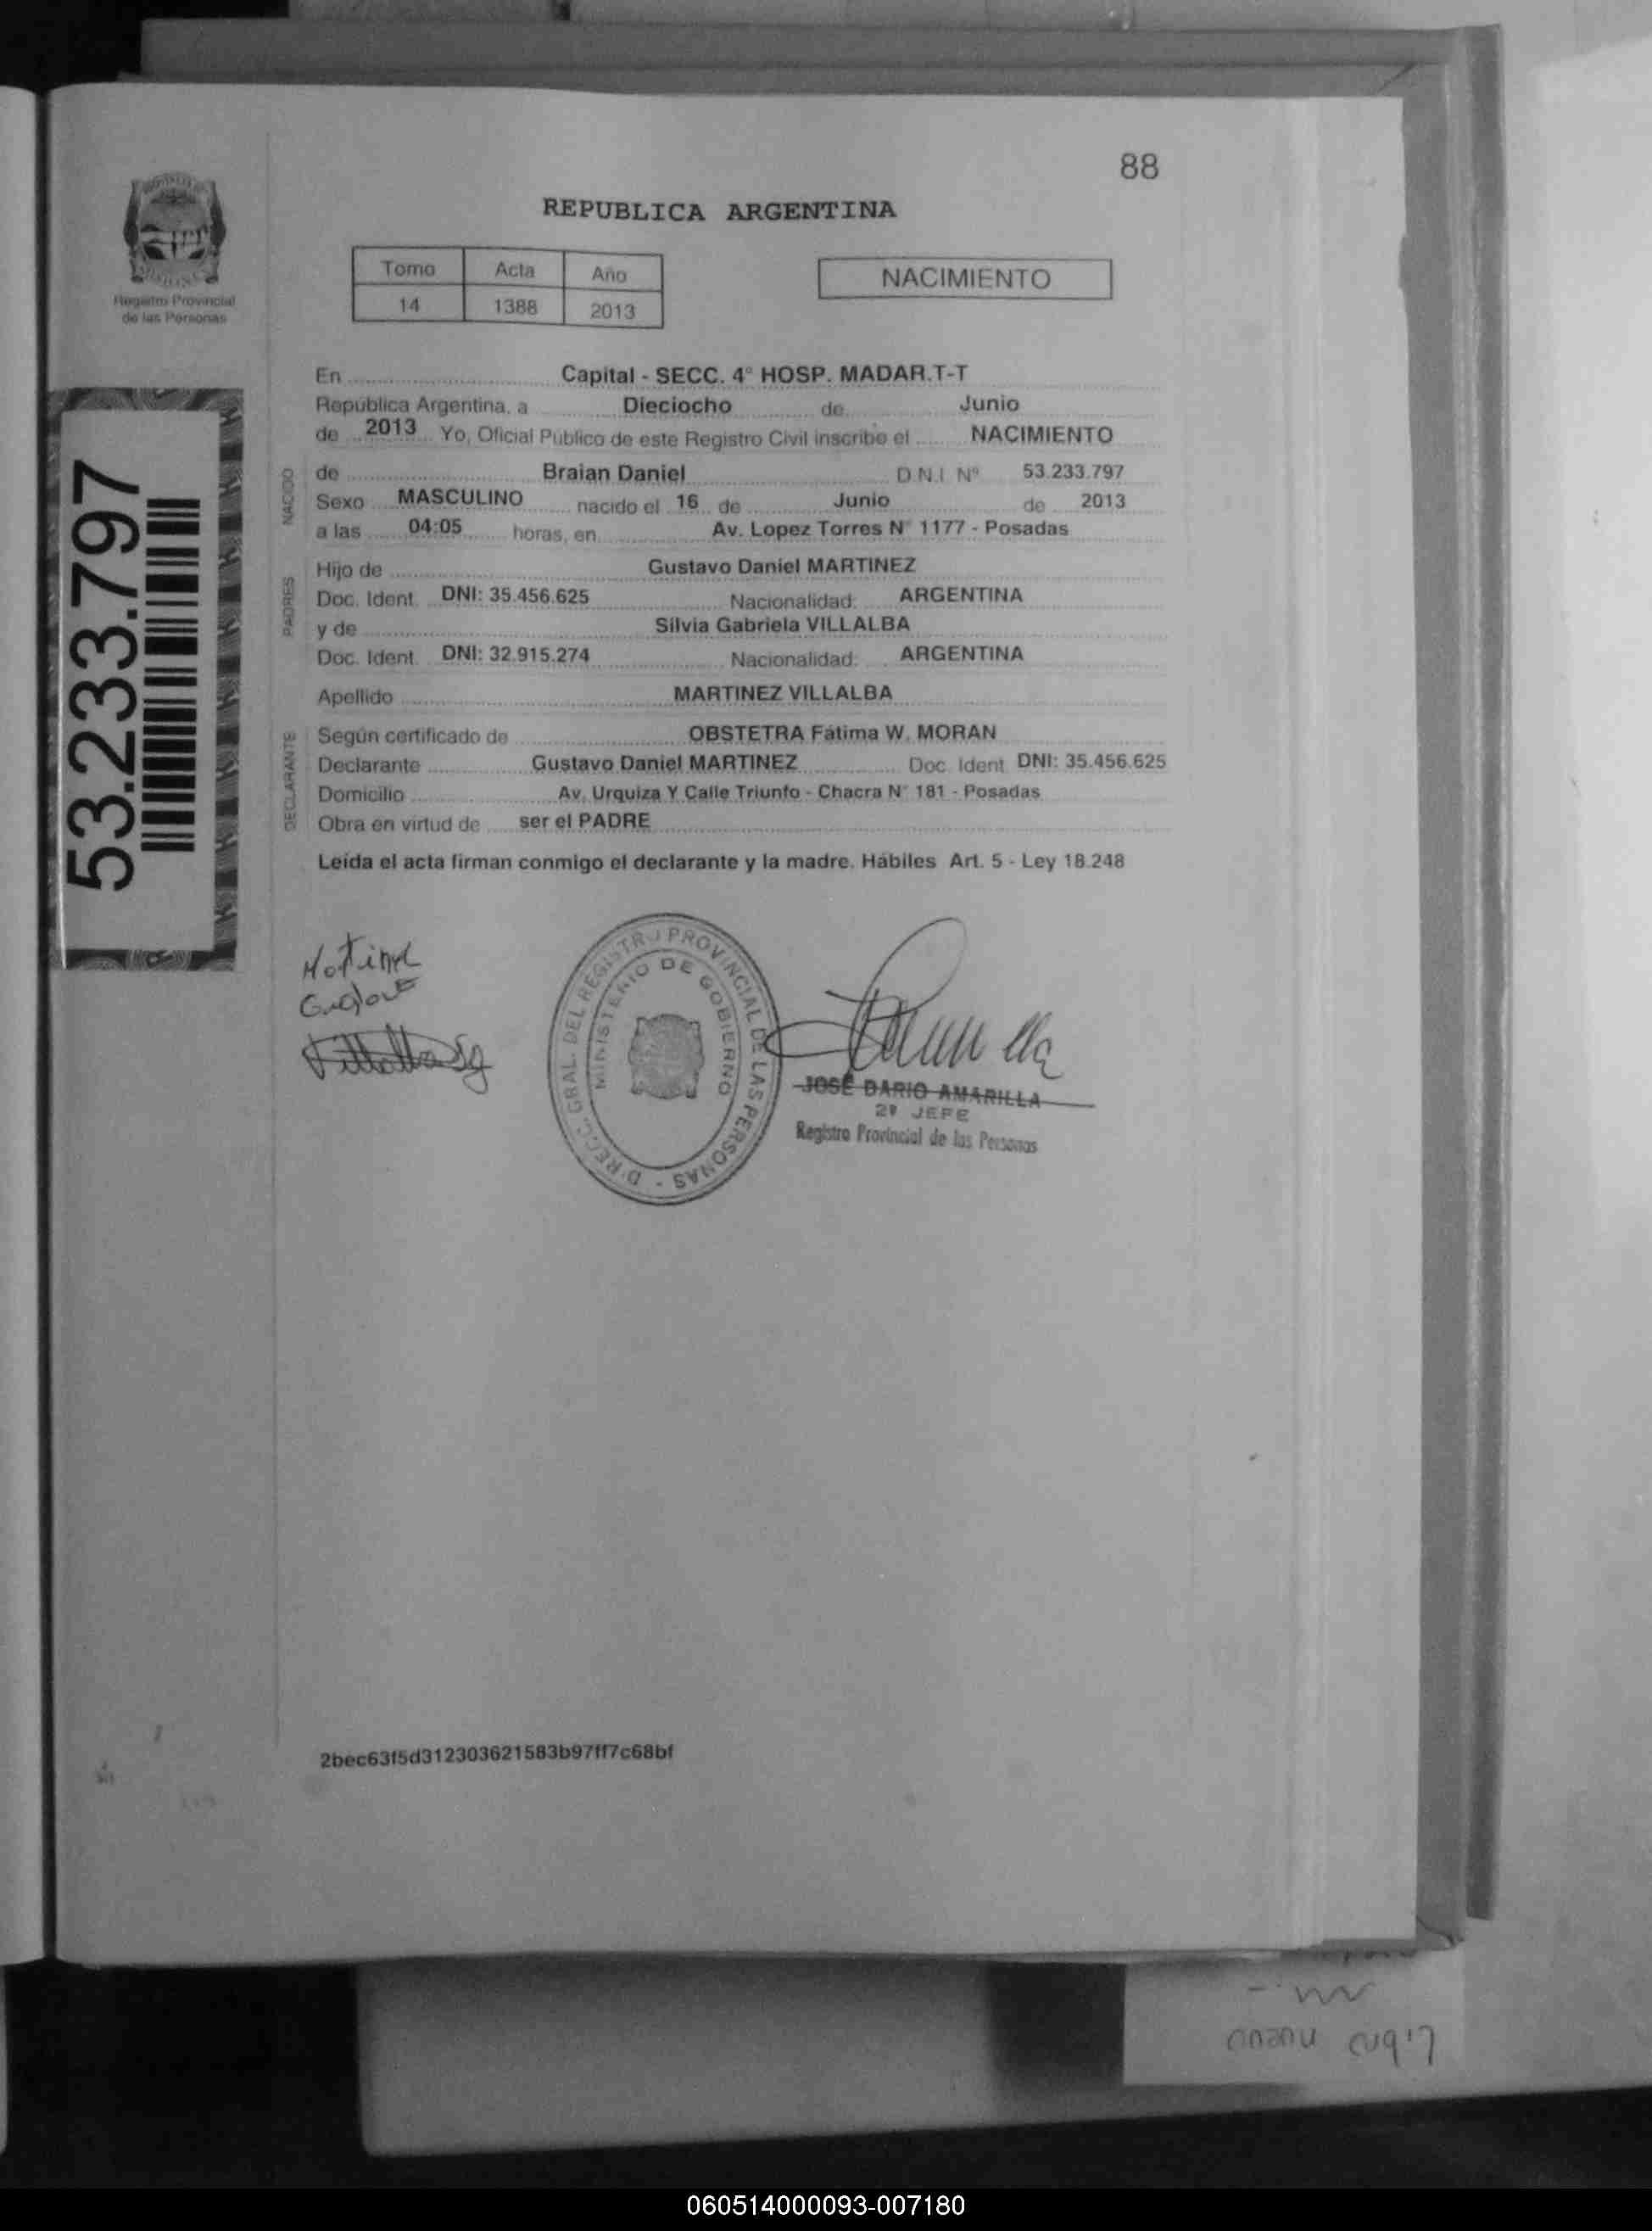 88
REPUBLICA ARGENTINA
Registro Provincial
de las Personas
Tomo Acta Año
14 1388 2013
NACIMIENTO
53.233.797
En Capital - SECC. 4° HOSP. MADAR.T-T
República Argentina, a Dieciocho de Junio
de 2013 Yo, Oficial Público de este Registro Civil inscribo el NACIMIENTO
NACIDO
de Braian Daniel D.N.I. Nº 53.233.797
Sexo MASCULINO nacido el 16 de Junio de 2013
a las 04:05 horas, en Av. Lopez Torres N° 1177 - Posadas
PADRES
Hijo de Gustavo Daniel MARTINEZ
Doc. Ident. DNI: 35.456.625 Nacionalidad: ARGENTINA
y de Silvia Gabriela VILLALBA
Doc. Ident. DNI: 32.915.274 Nacionalidad: ARGENTINA
Apellido MARTINEZ VILLALBA
DECLARANTE
Según certificado de OBSTETRA Fátima W. MORAN
Declarante Gustavo Daniel MARTINEZ Doc. Ident. DNI: 35.456.625
Domicilio Av. Urquiza Y Calle Triunfo - Chacra N° 181 - Posadas
Obra en virtud de ser el PADRE
Leída el acta firman conmigo el declarante y la madre. Hábiles Art. 5 - Ley 18.248
DIRECC. GRAL. DEL REGISTRO PROVINCIAL DE LAS PERSONAS -
MINISTERIO DE GOBIERNO
JOSÉ DARIO AMARILLA
2º JEFE
Registro Provincial de las Personas
2bec63f5d312303621583b97ff7c68bf
060514000093-007180